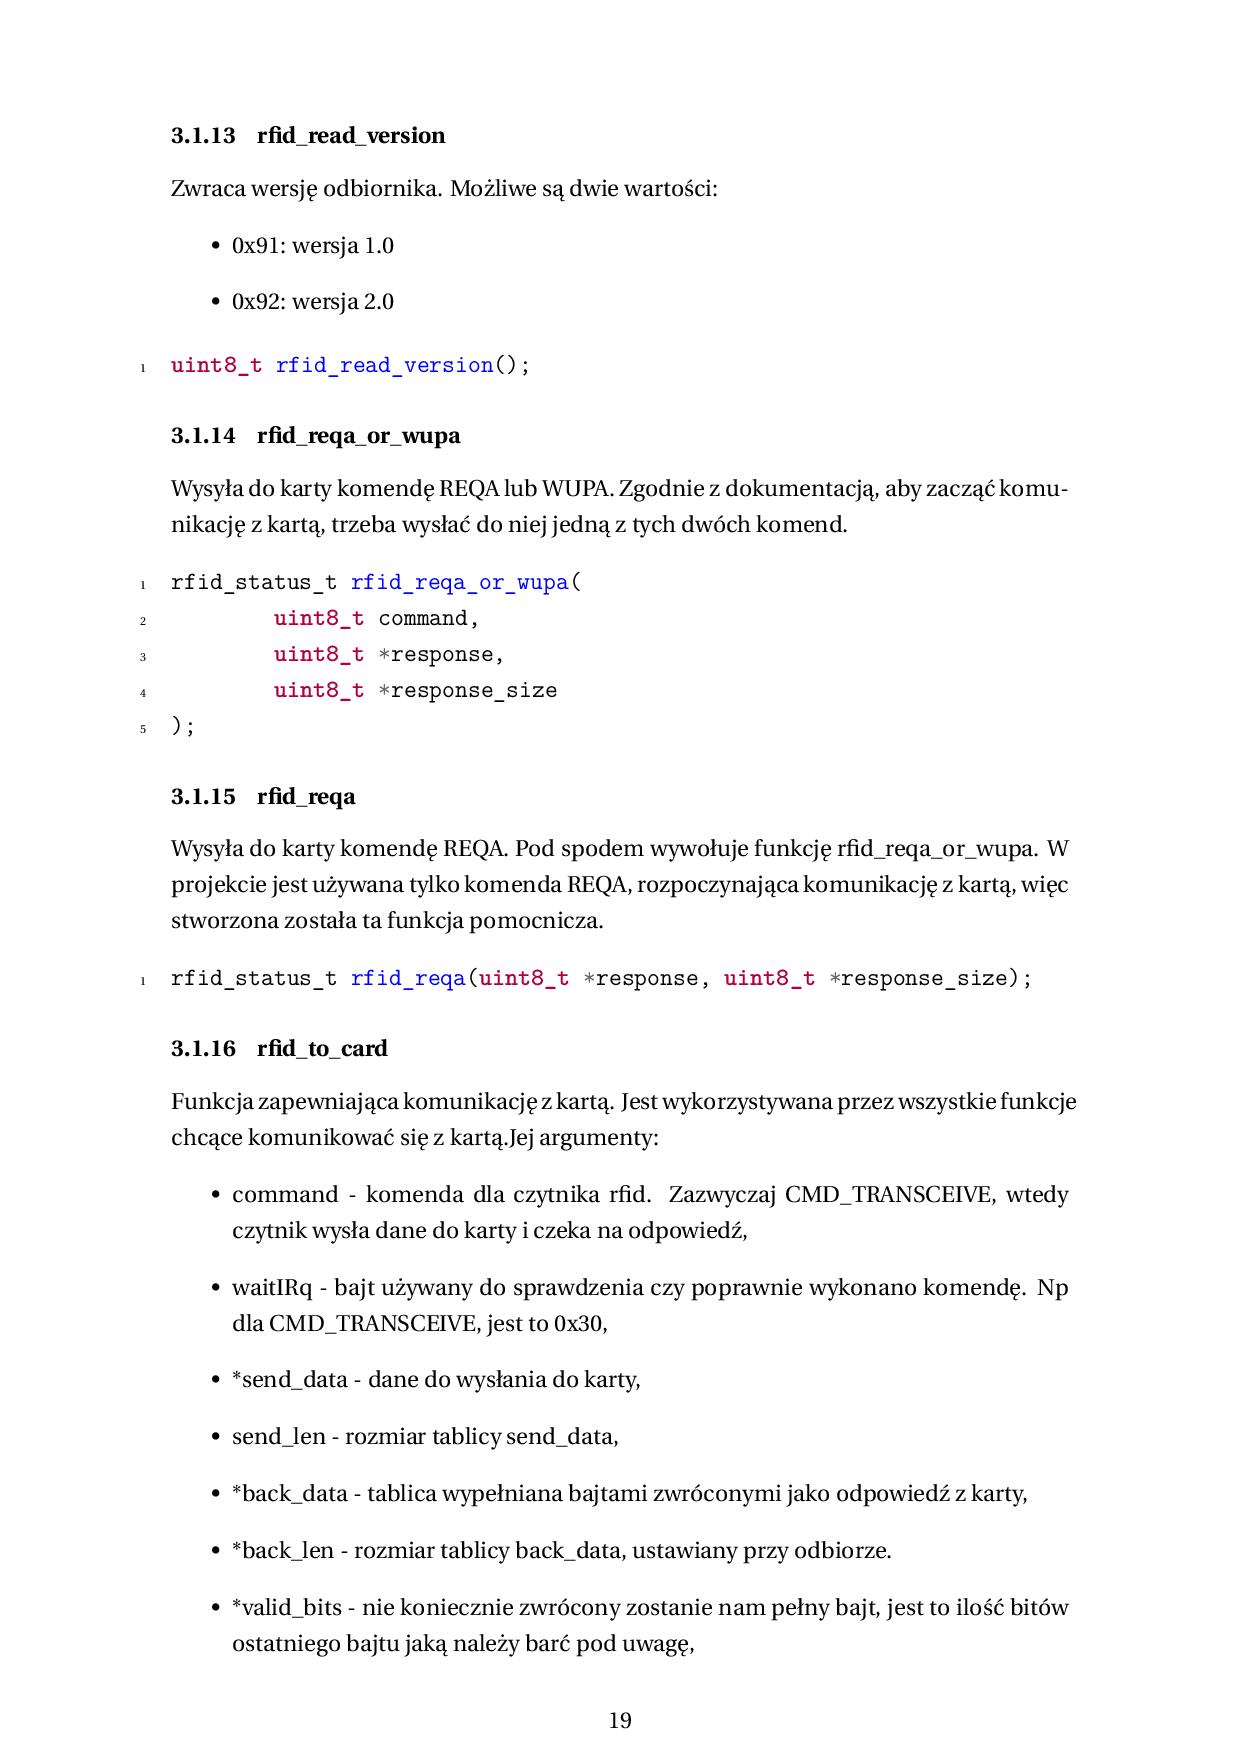 3.1.13 rfid_read_version
Zwraca wersję odbiornika. Możliwe są dwie wartości:
• 0x91: wersja 1.0
• 0x92: wersja 2.0
1 uint8_t rfid_read_version();
3.1.14 rfid_reqa_or_wupa
Wysyła do karty komendę REQA lub WUPA. Zgodnie z dokumentacją, aby zacząć komu-
nikację z kartą, trzeba wysłać do niej jedną z tych dwóch komend.
1 rfid_status_t rfid_reqa_or_wupa(
2 uint8_t command,
3 uint8_t *response,
4 uint8_t *response_size
5 );
3.1.15 rfid_reqa
Wysyła do karty komendę REQA. Pod spodem wywołuje funkcję rfid_reqa_or_wupa. W
projekcie jest używana tylko komenda REQA, rozpoczynająca komunikację z kartą, więc
stworzona została ta funkcja pomocnicza.
1 rfid_status_t rfid_reqa(uint8_t *response, uint8_t *response_size);
3.1.16 rfid_to_card
Funkcja zapewniająca komunikację z kartą. Jest wykorzystywana przez wszystkie funkcje
chcące komunikować się z kartą.Jej argumenty:
• command - komenda dla czytnika rfid. Zazwyczaj CMD_TRANSCEIVE, wtedy
czytnik wysła dane do karty i czeka na odpowiedź,
• waitIRq - bajt używany do sprawdzenia czy poprawnie wykonano komendę. Np
dla CMD_TRANSCEIVE, jest to 0x30,
• *send_data - dane do wysłania do karty,
• send_len - rozmiar tablicy send_data,
• *back_data - tablica wypełniana bajtami zwróconymi jako odpowiedź z karty,
• *back_len - rozmiar tablicy back_data, ustawiany przy odbiorze.
• *valid_bits - nie koniecznie zwrócony zostanie nam pełny bajt, jest to ilość bitów
ostatniego bajtu jaką należy barć pod uwagę,
19